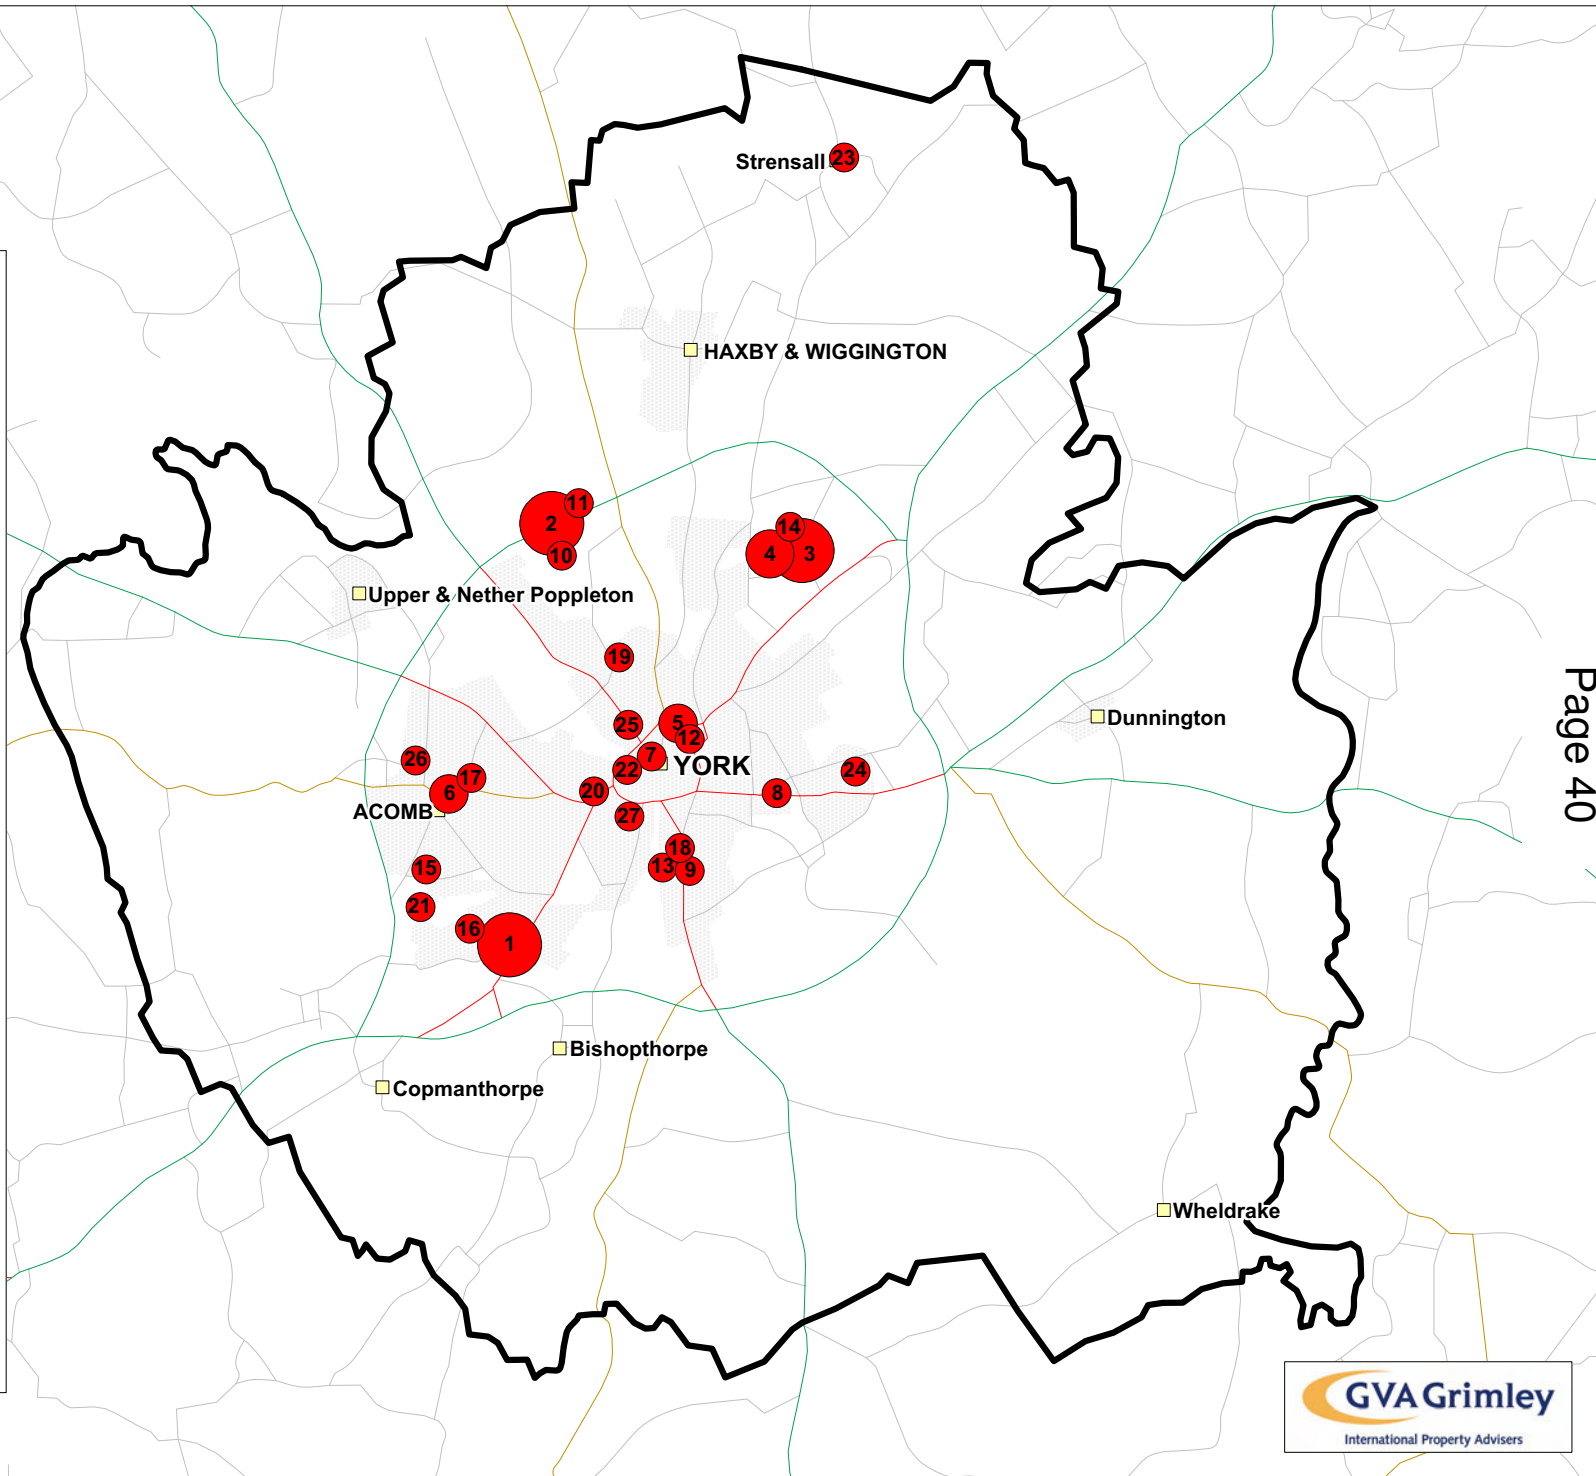 Strensall
23
HAXBY & WIGGINGTON
11
2
10
14
4
3
Upper & Nether Poppleton
19
Page 40
5
25
12
Dunnington
7
26
22
YORK
24
17
6
20
8
ACOMB
27
18
15
13
9
21
16
1
Bishopthorpe
Copmanthorpe
Wheldrake
GVA Grimley
International Property Advisers